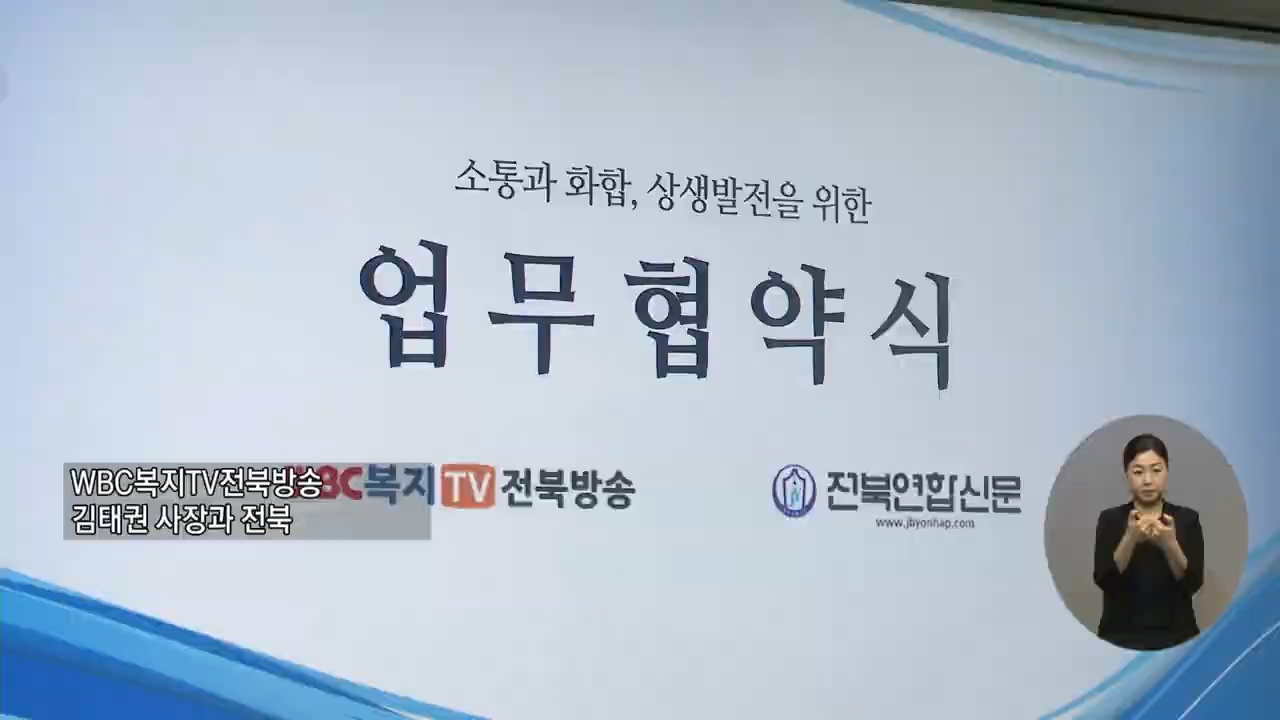 소통과 화합, 상생발전을 위한
업무협약식
WBC복지TV전북방송
김태권 사장과 전북
BC복지TV전북방송
전북연합신문
www.jbyonhap.com